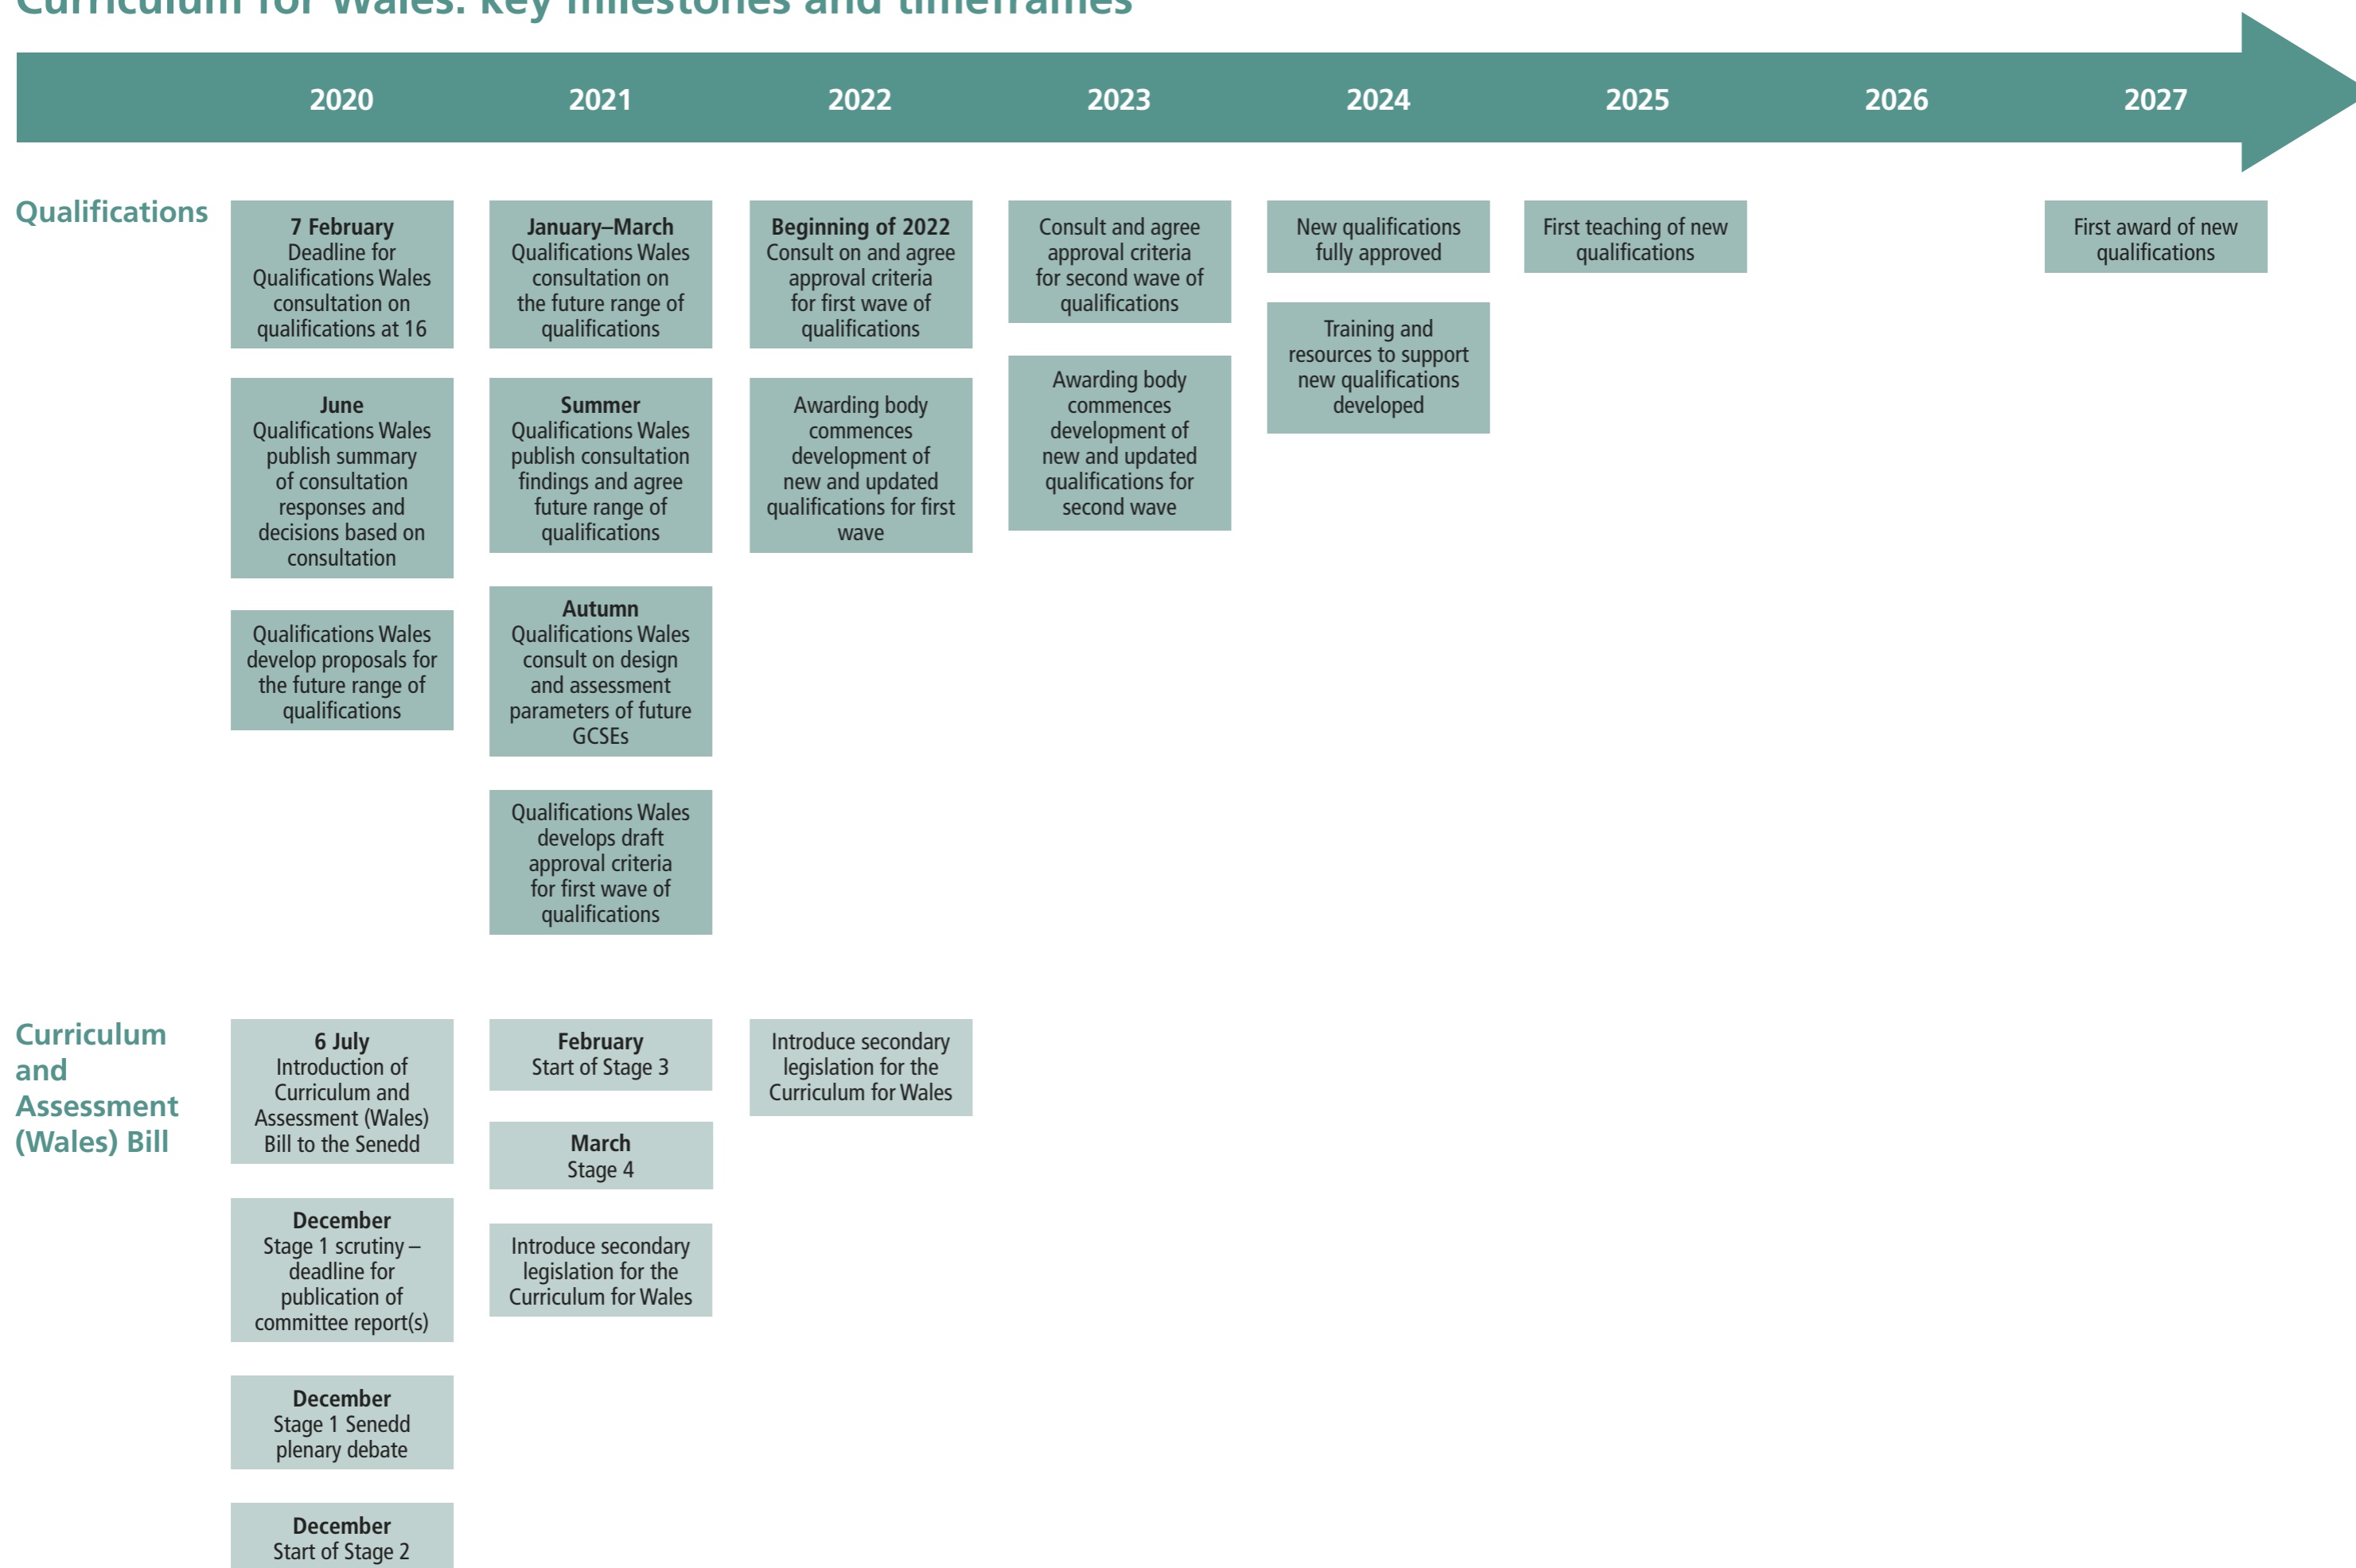 Curriculum for Wales: key milestones and timeframes
2020
2021
2022
2023
2024
2025
2026
2027
Qualifications
7 February
Deadline for
Qualifications Wales
consultation on
qualifications at 16
June
Qualifications Wales
publish summary
of consultation
responses and
decisions based on
consultation
Qualifications Wales
develop proposals for
the future range of
qualifications
January–March
Qualifications Wales
consultation on
the future range of
qualifications
Summer
Qualifications Wales
publish consultation
findings and agree
future range of
qualifications
Autumn
Qualifications Wales
consult on design
and assessment
parameters of future
GCSEs
Qualifications Wales
develops draft
approval criteria
for first wave of
qualifications
Beginning of 2022
Consult on and agree
approval criteria
for first wave of
qualifications
Awarding body
commences
development of
new and updated
qualifications for first
wave
Consult and agree
approval criteria
for second wave of
qualifications
Awarding body
commences
development of
new and updated
qualifications for
second wave
New qualifications
fully approved
Training and
resources to support
new qualifications
developed
First teaching of new
qualifications
First award of new
qualifications
Curriculum
and
Assessment
(Wales) Bill
6 July
Introduction of
Curriculum and
Assessment (Wales)
Bill to the Senedd
December
Stage 1 scrutiny –
deadline for
publication of
committee report(s)
December
Stage 1 Senedd
plenary debate
December
Start of Stage 2
February
Start of Stage 3
March
Stage 4
Introduce secondary
legislation for the
Curriculum for Wales
Introduce secondary
legislation for the
Curriculum for Wales